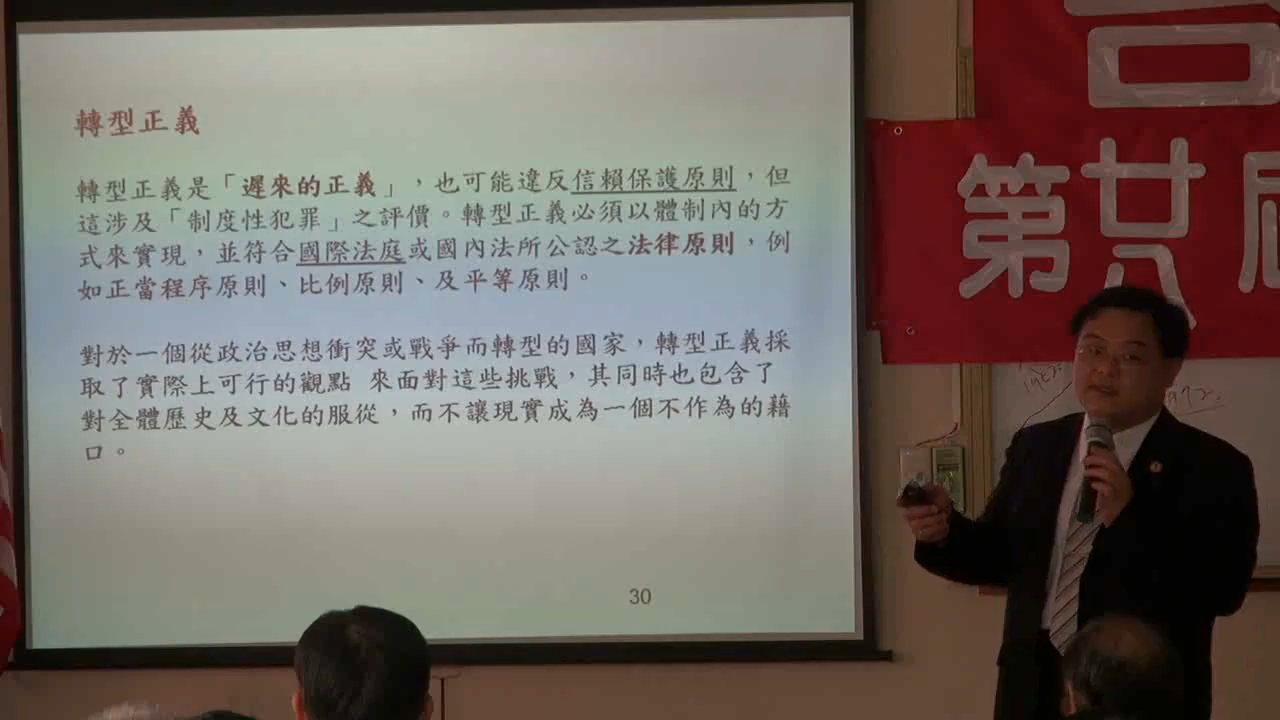 轉型正義
轉型正義是「遲來的正義」，也可能違反信賴保護原則，但
這涉及「制度性犯罪」之評價。轉型正義必須以體制內的方
式來實現，並符合國際法庭或國內法所公認之法律原則，例
如正當程序原則、比例原則、及平等原則。
對於一個從政治思想衝突或戰爭而轉型的國家，轉型正義採
取了實際上可行的觀點 來面對這些挑戰，其同時也包含了
對全體歷史及文化的服從，而不讓現實成為一個不作為的藉
口。
30
第廿八屆